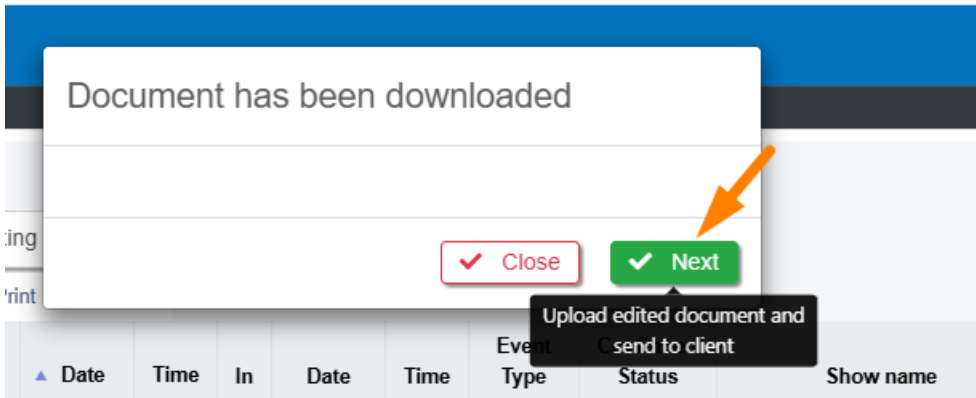 Document has been downloaded
ting
Close
Next
Print
Upload edited document and
send to client
Date
Time
In
Date
Time
Event
Type
Status
Show name